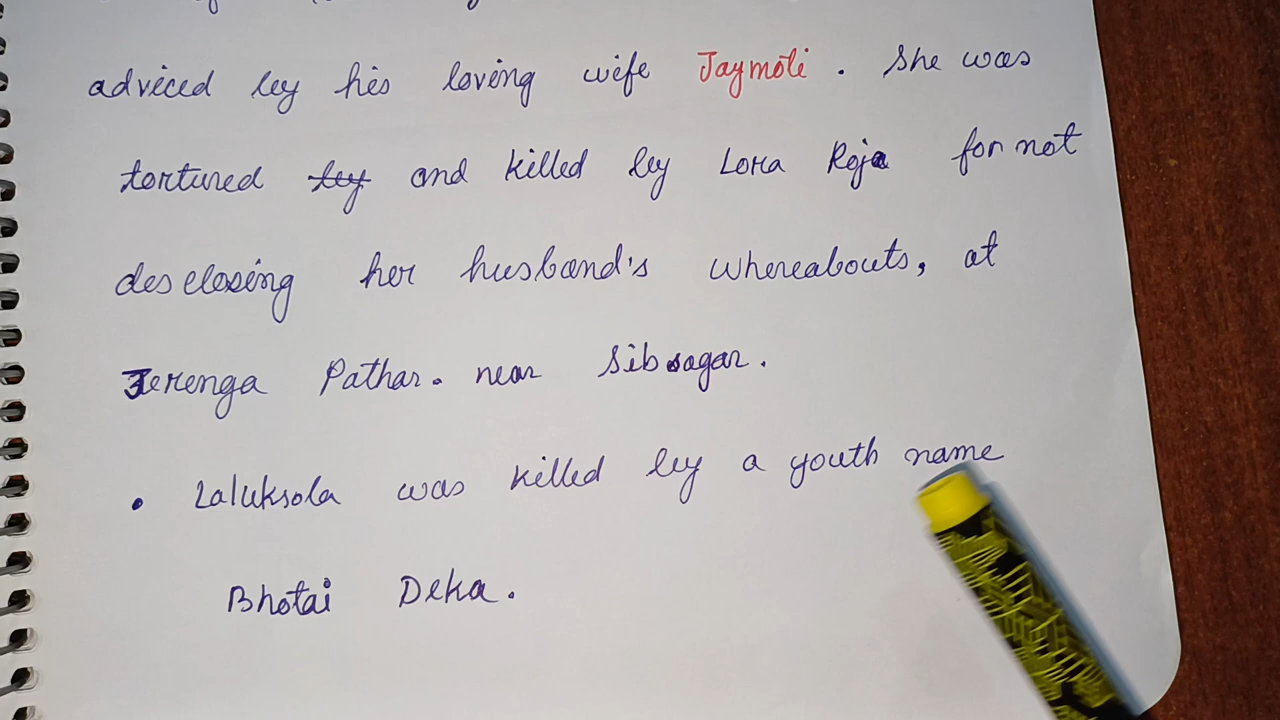 adviced by his loving wife Jaymoti. She was
tortured by and killed by Lora Roja for not
desclosing her husband's whereabouts, at
Jerenga Pathar. near Sibsagar.
• Laluksola was killed by a youth name
Bhotai Deka.